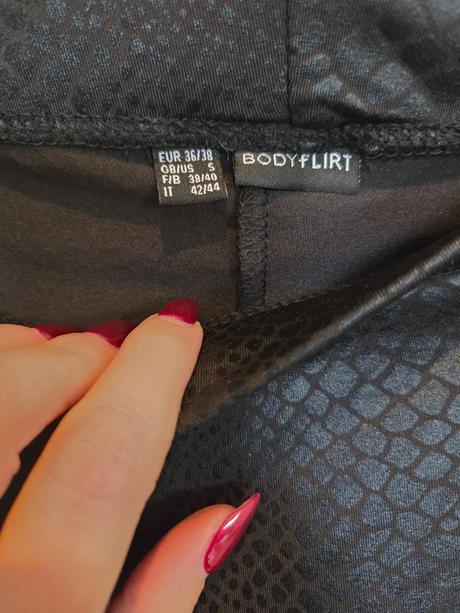 EUR 36/38
GB/US S
F/B 38/40
IT 42/44
BODYFLIRT